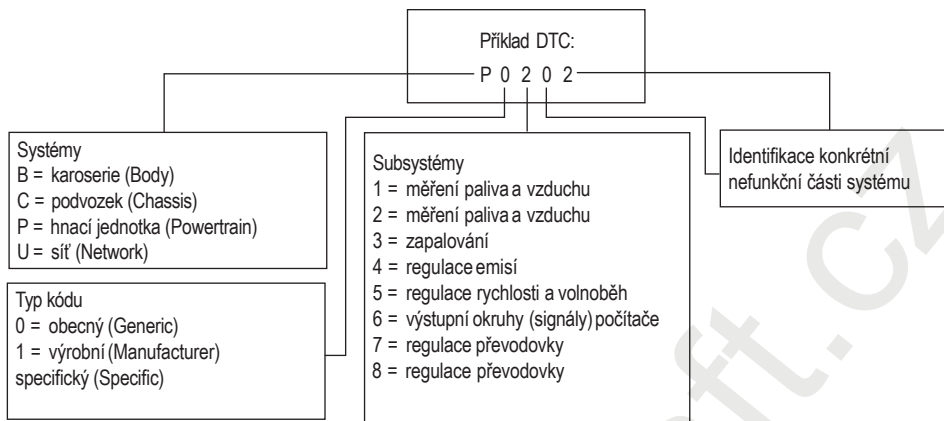 Příklad DTC:
P 0 2 0 2
Systémy
B = karoserie (Body)
C = podvozek (Chassis)
P = hnací jednotka (Powertrain)
U = síť (Network)
Typ kódu
0 = obecný (Generic)
1 = výrobní (Manufacturer)
specifický (Specific)
Subsystémy
1 = měření paliva a vzduchu
2 = měření paliva a vzduchu
3 = zapalování
4 = regulace emisí
5 = regulace rychlosti a volnoběh
6 = výstupní okruhy (signály) počítače
7 = regulace převodovky
8 = regulace převodovky
Identifikace konkrétní
nefunkční části systému
ft.cz